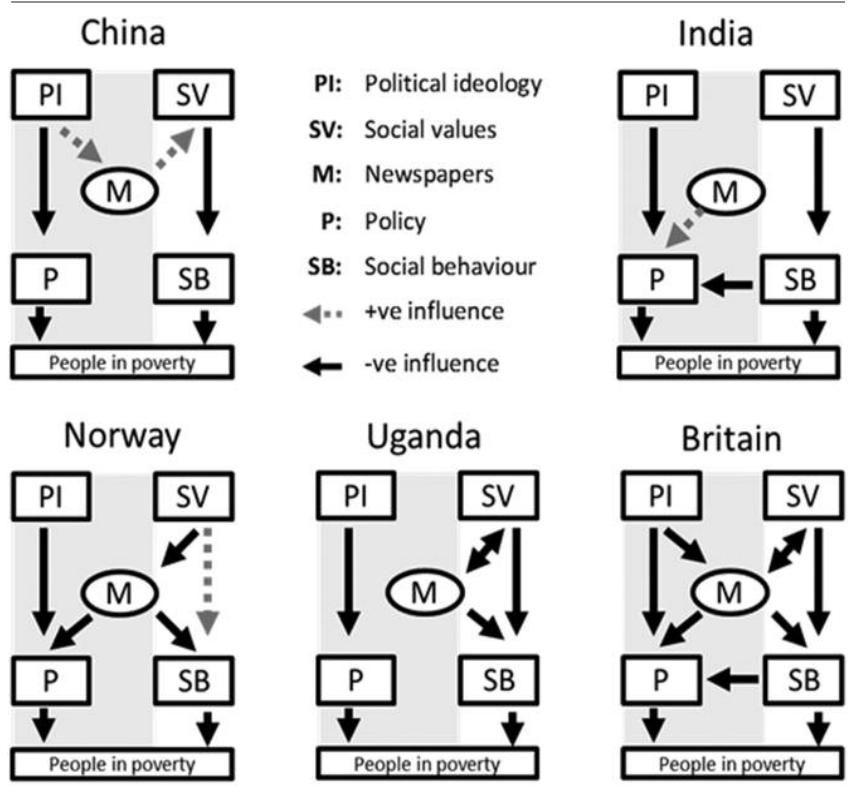 China
PI
SV
M
P
SB
People in poverty
PI: Political ideology
SV: Social values
M: Newspapers
P: Policy
SB: Social behaviour
+ve influence
-ve influence
India
PI
SV
M
P
SB
People in poverty
Norway
PI
SV
M
P
SB
People in poverty
Uganda
PI
SV
M
P
SB
People in poverty
Britain
PI
SV
M
P
SB
People in poverty